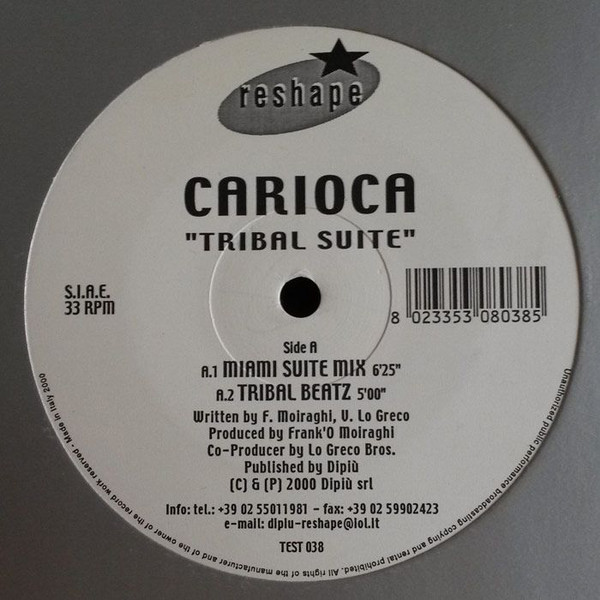 reshape
CARIOCA
"TRIBAL SUITE"
S.I.A.E.
33 RPM
8 023353 080385
Side A
A.1 MIAMI SUITE MIX 6'25"
A.2 TRIBAL BEATZ 5'00"
Written by F. Moiraghi, V. Lo Greco
Produced by Frank'O Moiraghi
Co-Producer by Lo Greco Bros.
Published by Dipiù
(C) & (P) 2000 Dipiù srl
Info: tel.: +39 02 55011981 - fax: +39 02 59902423
e-mail: dipiu-reshape@iol.it
TEST 038
Unauthorized public performance broadcasting copying and rental prohibited. All rights of the manufacturer and of the owner of the record work reserved - Made in Italy 2000